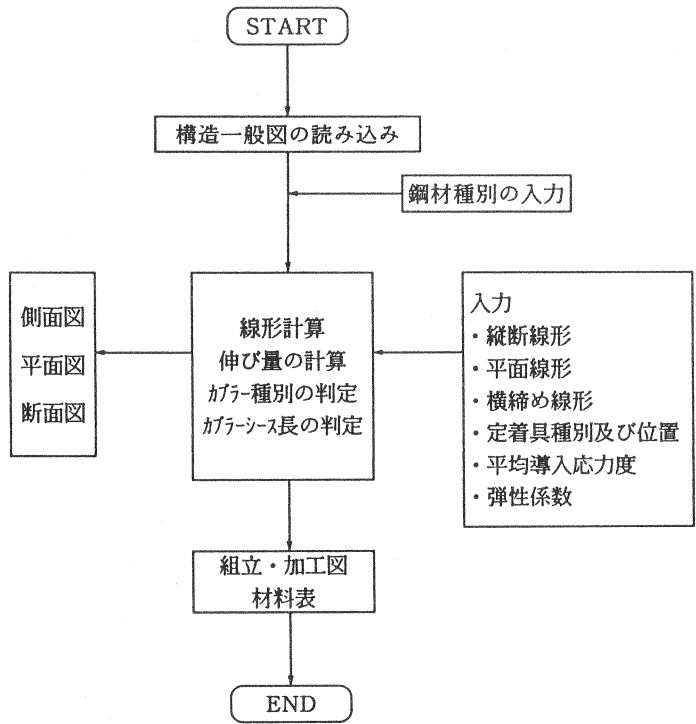 START
構造一般図の読み込み
鋼材種別の入力
側面図
平面図
断面図
線形計算
伸び量の計算
ｶﾌﾟﾗｰ種別の判定
ｶﾌﾟﾗｰｼｰｽ長の判定
入力
・縦断線形
・平面線形
・横締め線形
・定着具種別及び位置
・平均導入応力度
・弾性係数
組立・加工図
材料表
END